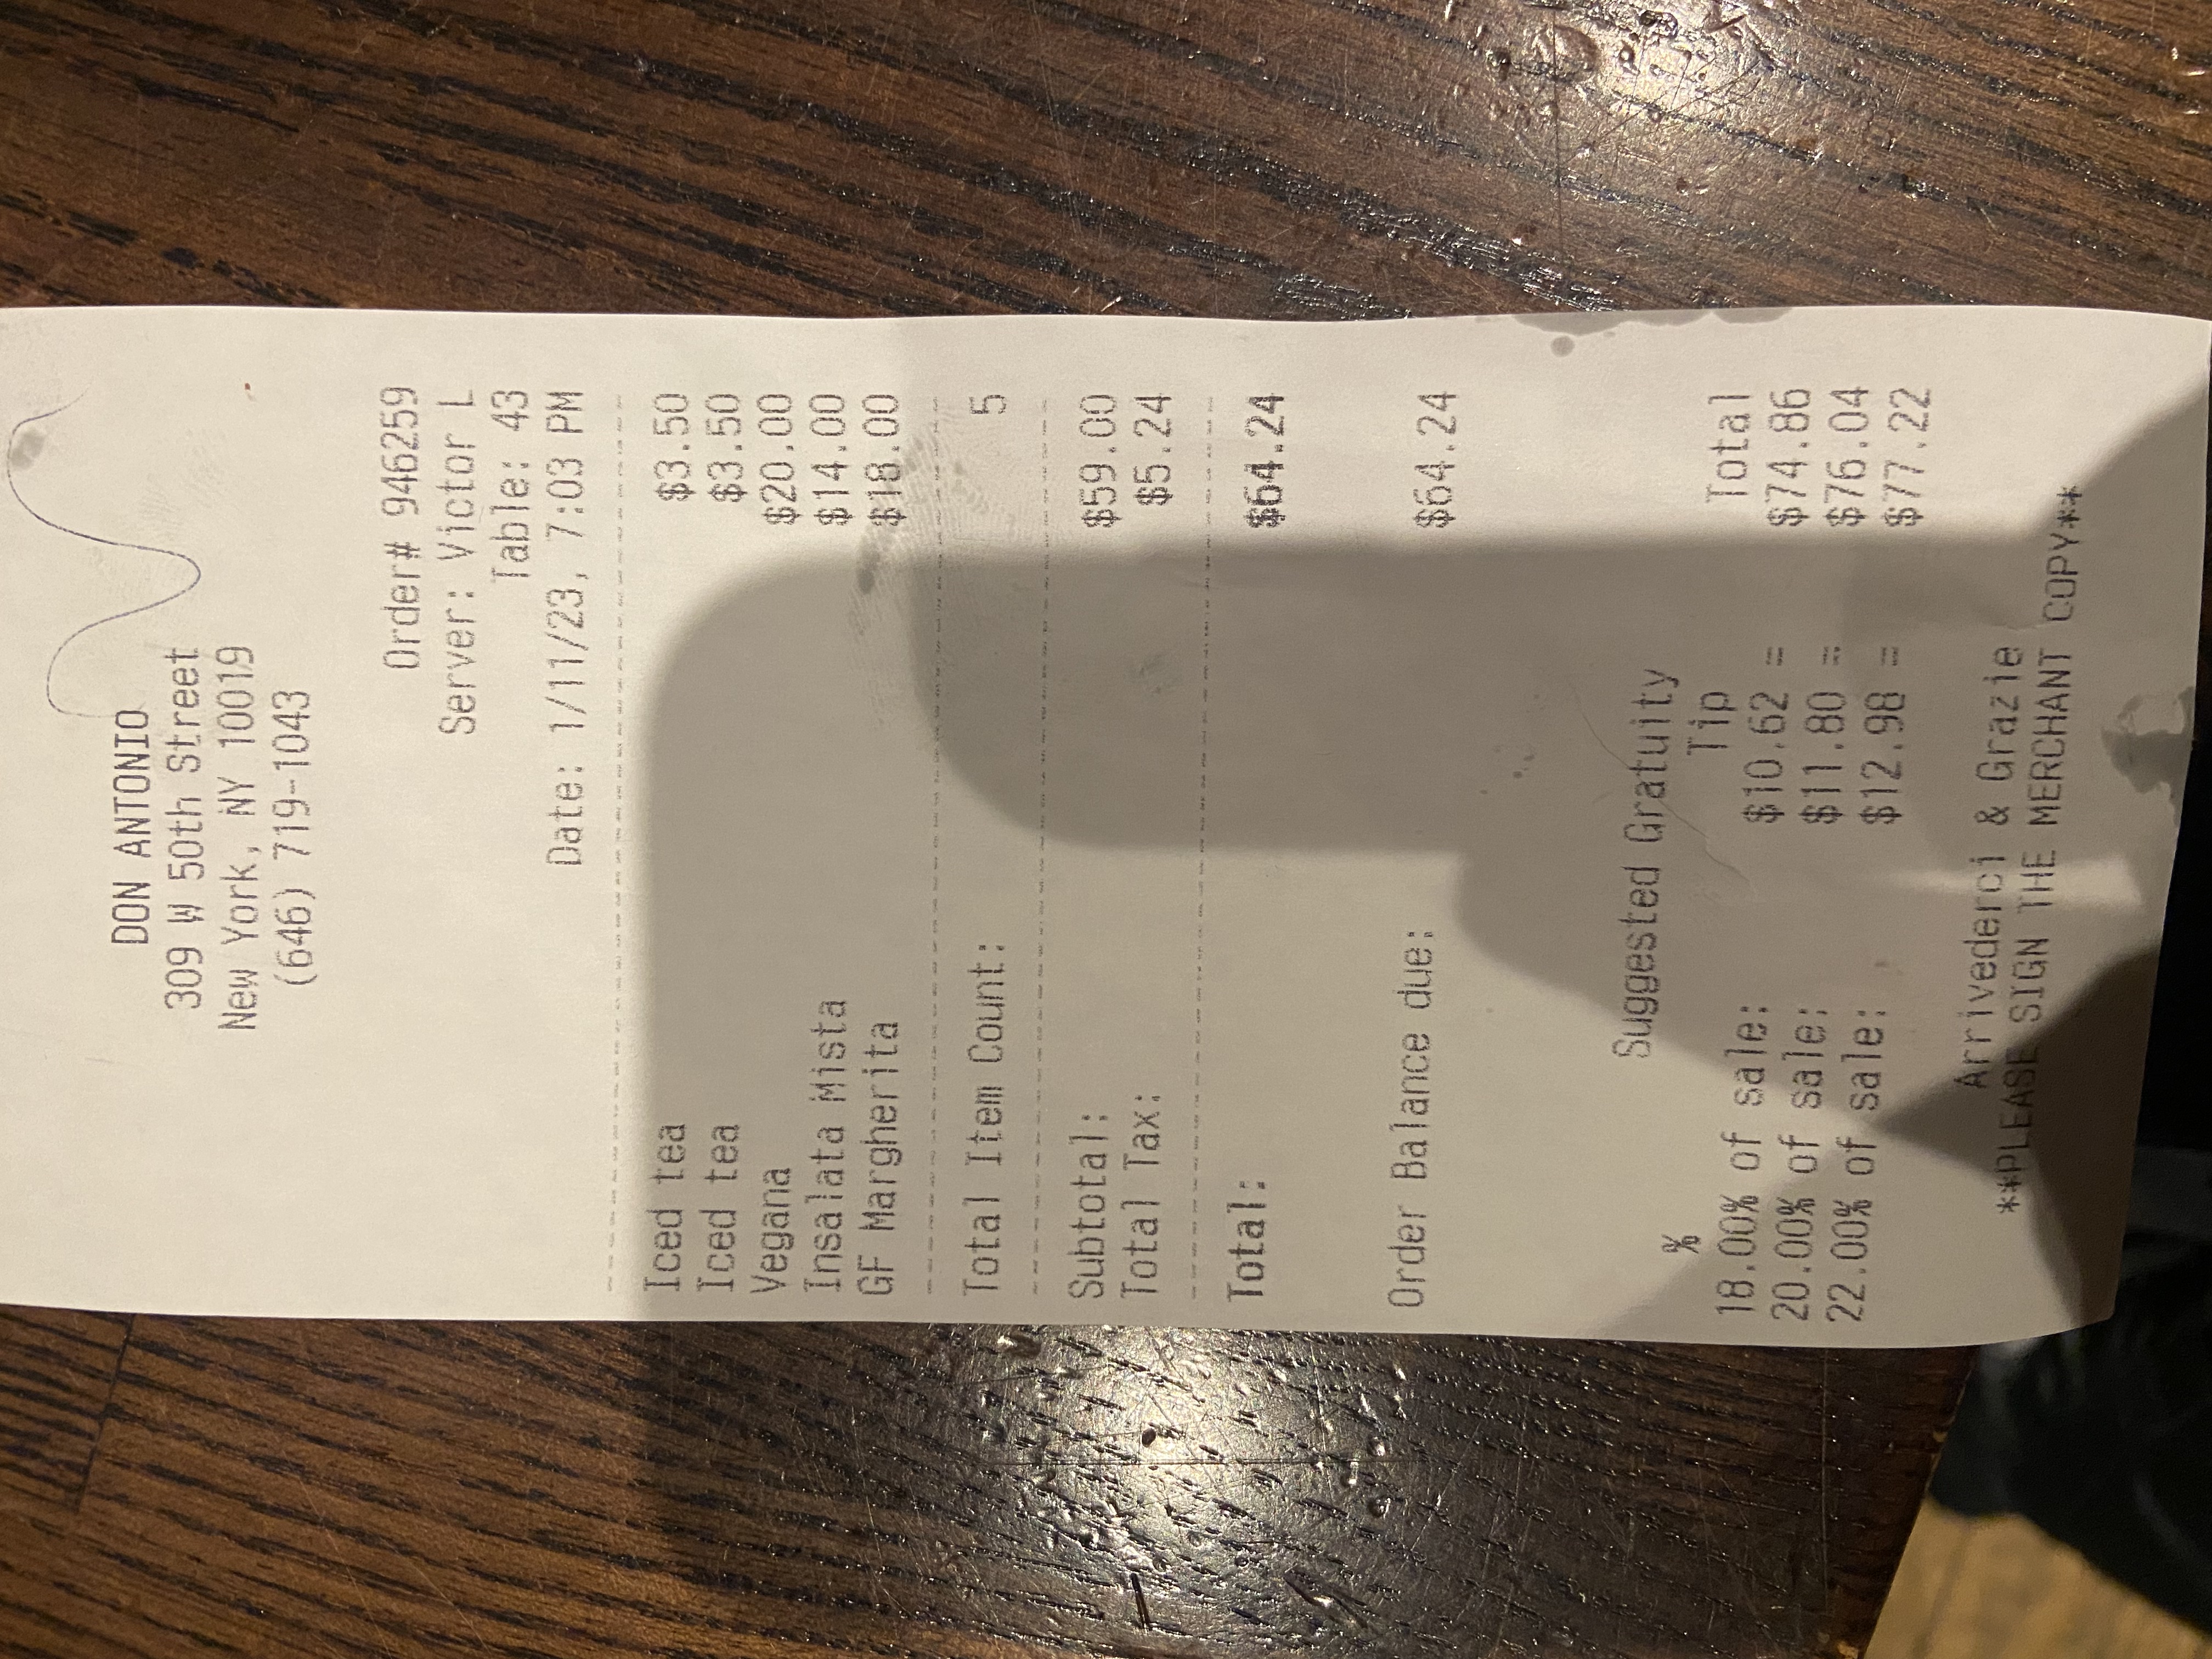 DON ANTONIO
309 W 50th Street
New York, NY 10019
(646) 719-1043
Order# 946259
Server: Victor L
Table: 43
Date: 1/11/23, 7:03 PM
Iced tea $3.50
Iced tea $3.50
Vegana $20.00
Insalata Mista $14.00
GF Margherita $18.00
Total Item Count: 5
Subtotal: $59.00
Total Tax: $5.24
Total: $64.24
Order Balance due: $64.24
Suggested Gratuity
% Tip Total
18.00% of sale: $10.62 = $74.86
20.00% of sale: $11.80 = $76.04
22.00% of sale: $12.98 = $77.22
Arrivederci & Grazie
**PLEASE SIGN THE MERCHANT COPY**